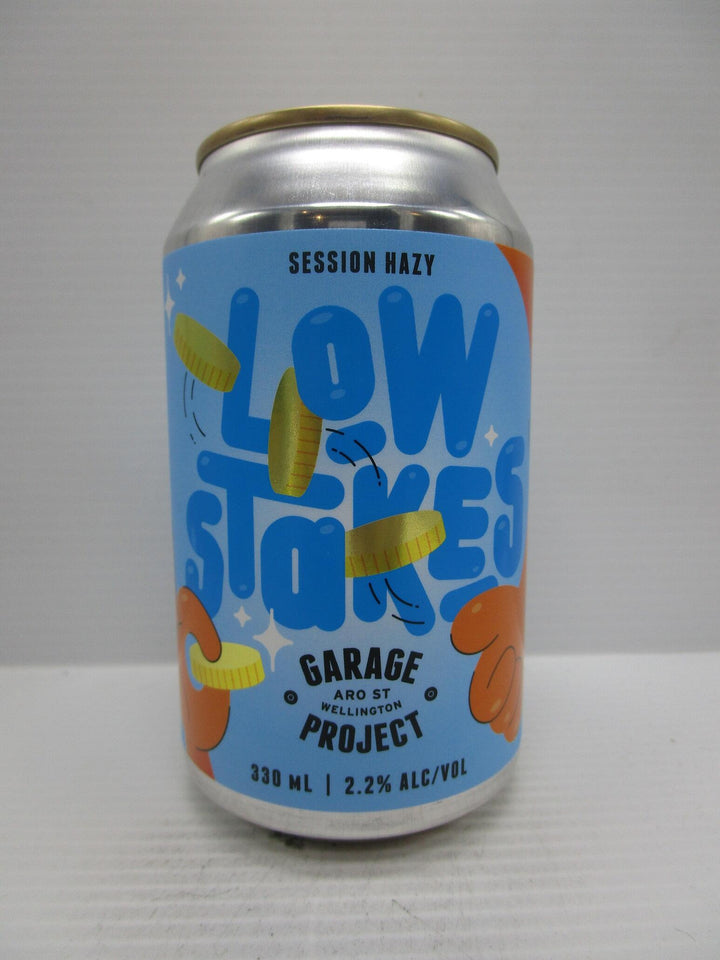 SESSION HAZY
LoW
STaKES
GARAGE
ARO ST
WELLINGTON
PROJECT
330 ML | 2.2% ALC/VOL